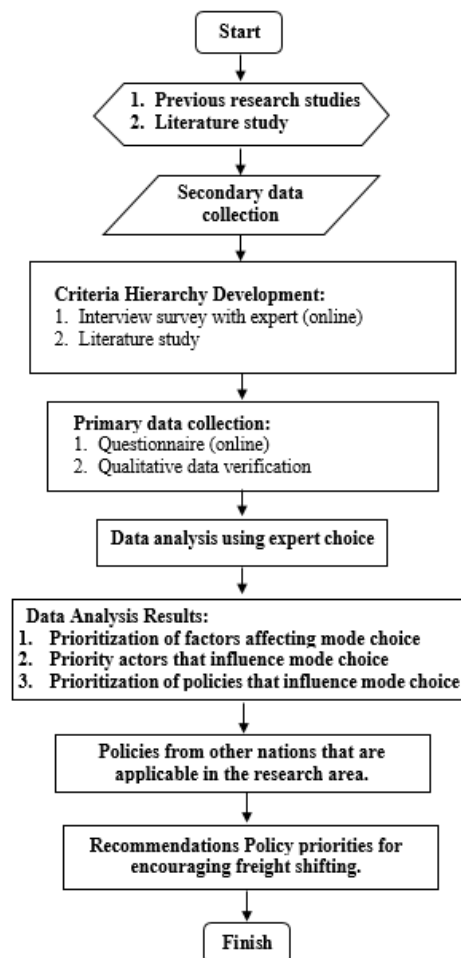 Start
1. Previous research studies
2. Literature study
Secondary data
collection
Criteria Hierarchy Development:
1. Interview survey with expert (online)
2. Literature study
Primary data collection:
1. Questionnaire (online)
2. Qualitative data verification
Data analysis using expert choice
Data Analysis Results:
1. Prioritization of factors affecting mode choice
2. Priority actors that influence mode choice
3. Prioritization of policies that influence mode choice
Policies from other nations that are
applicable in the research area.
Recommendations Policy priorities for
encouraging freight shifting.
Finish